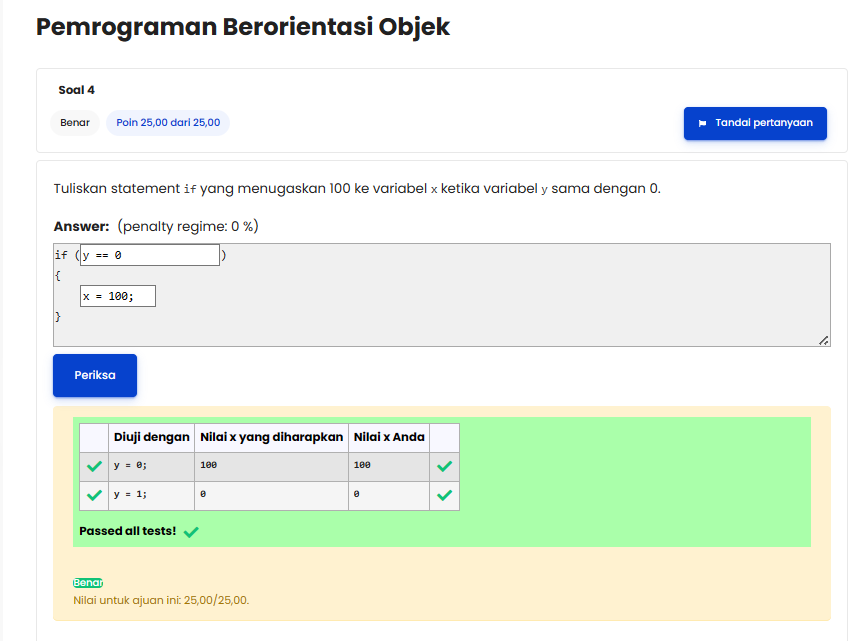 Pemrograman Berorientasi Objek
Soal 4
Benar
Poin 25,00 dari 25,00
Tandai pertanyaan
Tuliskan statement if yang menugaskan 100 ke variabel x ketika variabel y sama dengan 0.
Answer: (penalty regime: 0 %)
if (y == 0)
{
x = 100;
}
Periksa
Diuji dengan Nilai x yang diharapkan Nilai x Anda
y = 0; 100 100
y = 1; 0 0
Passed all tests!
Benar
Nilai untuk ajuan ini: 25,00/25,00.